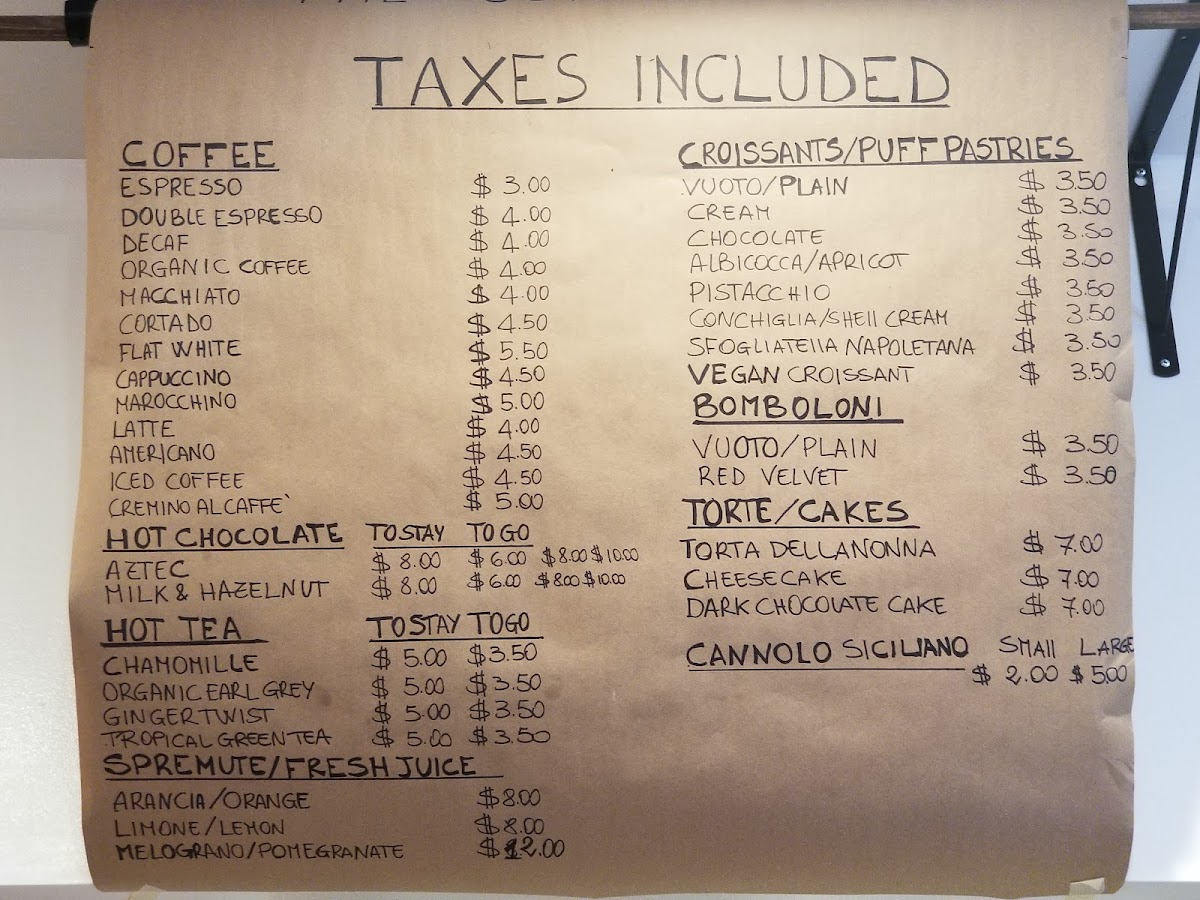 TAXES INCLUDED
COFFEE
ESPRESSO $ 3.00
DOUBLE ESPRESSO $ 4.00
DECAF $ 4.00
ORGANIC COFFEE $ 4.00
MACCHIATO $ 4.00
CORTADO $ 4.50
FLAT WHITE $ 5.50
CAPPUCCINO $ 4.50
MAROCCHINO $ 5.00
LATTE $ 4.00
AMERICANO $ 4.50
ICED COFFEE $ 4.50
CREMINO AL CAFFE` $ 5.00
HOT CHOCOLATE TO STAY TO GO
AZTEC $ 8.00 $ 6.00 $ 8.00 $ 10.00
MILK & HAZELNUT $ 8.00 $ 6.00 $ 8.00 $ 10.00
HOT TEA TO STAY TO GO
CHAMOMILLE $ 5.00 $ 3.50
ORGANIC EARL GREY $ 5.00 $ 3.50
GINGER TWIST $ 5.00 $ 3.50
TROPICAL GREEN TEA $ 5.00 $ 3.50
SPREMUTE/FRESH JUICE
ARANCIA/ORANGE $ 8.00
LIMONE/LEMON $ 8.00
MELOGRANO/POMEGRANATE $ 12.00
CROISSANTS/PUFF PASTRIES
VUOTO/PLAIN $ 3.50
CREAM $ 3.50
CHOCOLATE $ 3.50
ALBICOCCA/APRICOT $ 3.50
PISTACCHIO $ 3.50
CONCHIGLIA/SHEll CREAM $ 3.50
SFOGLIATEllA NAPOLETANA $ 3.50
VEGAN CROISSANT $ 3.50
BOMBOLONI
VUOTO/PLAIN $ 3.50
RED VELVET $ 3.50
TORTE/CAKES
TORTA DELLA NONNA $ 7.00
CHEESECAKE $ 7.00
DARK CHOCOLATE CAKE $ 7.00
CANNOLO SICILIANO SMAll LARGE
$ 2.00 $ 5.00